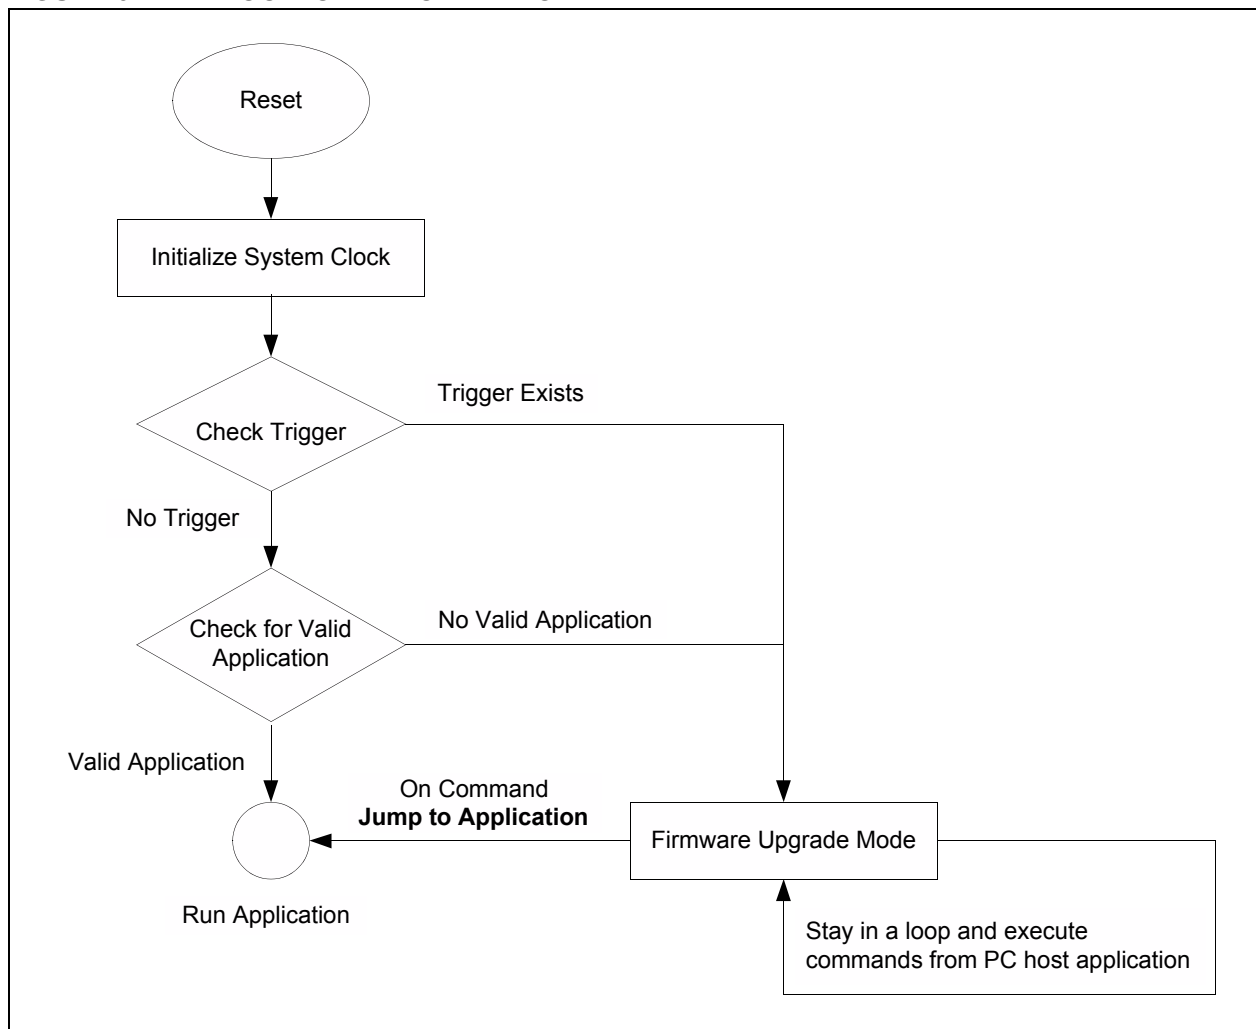 Reset
Initialize System Clock
Trigger Exists
Check Trigger
No Trigger
No Valid Application
Check for Valid
Application
Valid Application
On Command
Jump to Application
Firmware Upgrade Mode
Run Application
Stay in a loop and execute
commands from PC host application